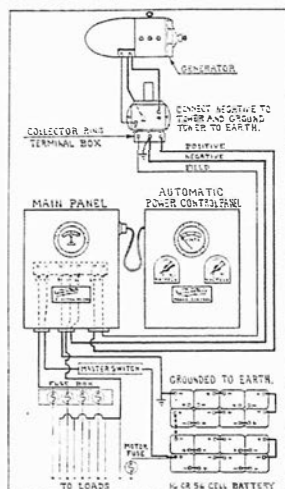 GENERATOR
CONNECT NEGATIVE TO
TOWER AND GROUND
TOWER TO EARTH.
COLLECTOR RING
TERMINAL BOX
POSITIVE
NEGATIVE
FIELD
MAIN PANEL
AUTOMATIC
POWER CONTROL PANEL
MASTER SWITCH
FUSE BOX
GROUNDED TO EARTH.
MOTOR
FUSE
TO LOADS
16 OR 56 CELL BATTERY